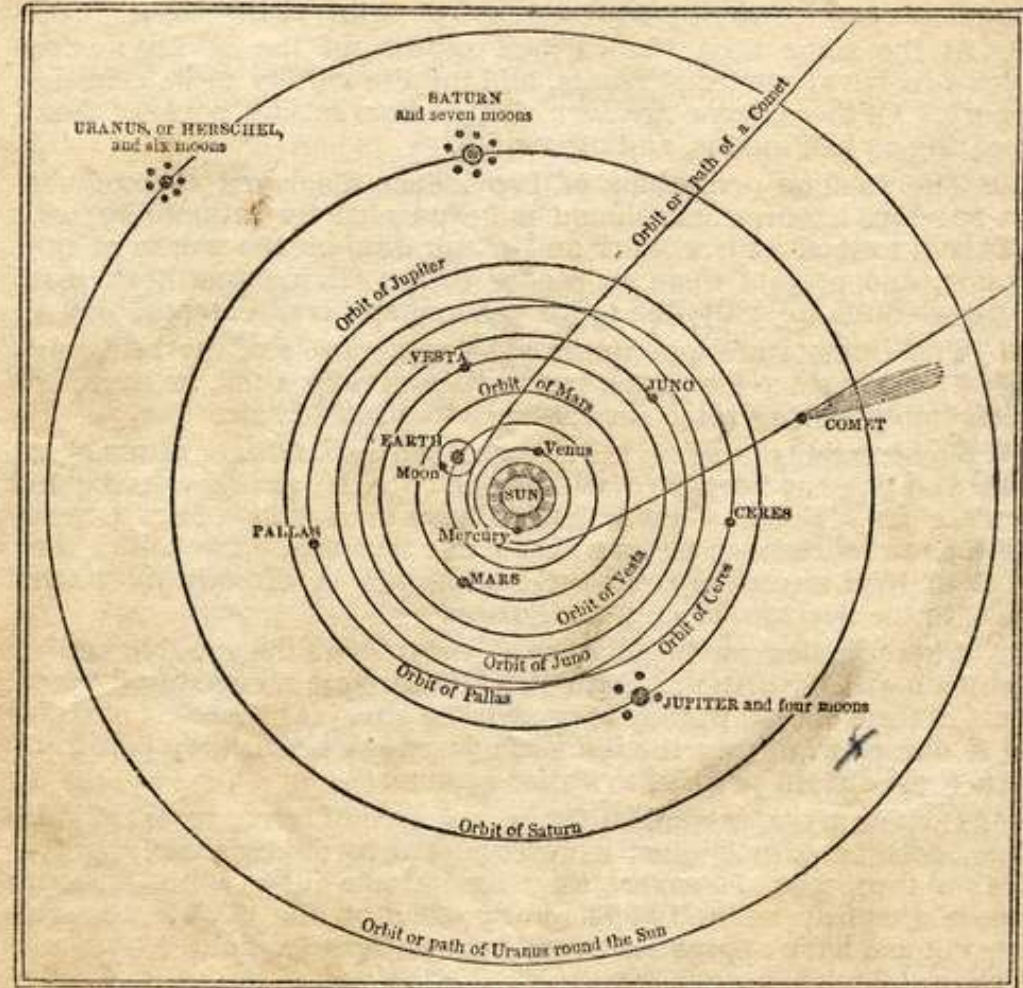 SATURN
and seven moons
URANUS, or HERSCHEL,
and six moons
Orbit or path of a Comet
Orbit of Jupiter
VESTA
Orbit of Mars
JUNO
COMET
EARTH
Moon
Venus
SUN
CERES
PALLAS
Mercury
MARS
Orbit of Vesta
Orbit of Ceres
Orbit of Juno
Orbit of Pallas
JUPITER and four moons
Orbit of Saturn
Orbit or path of Uranus round the Sun